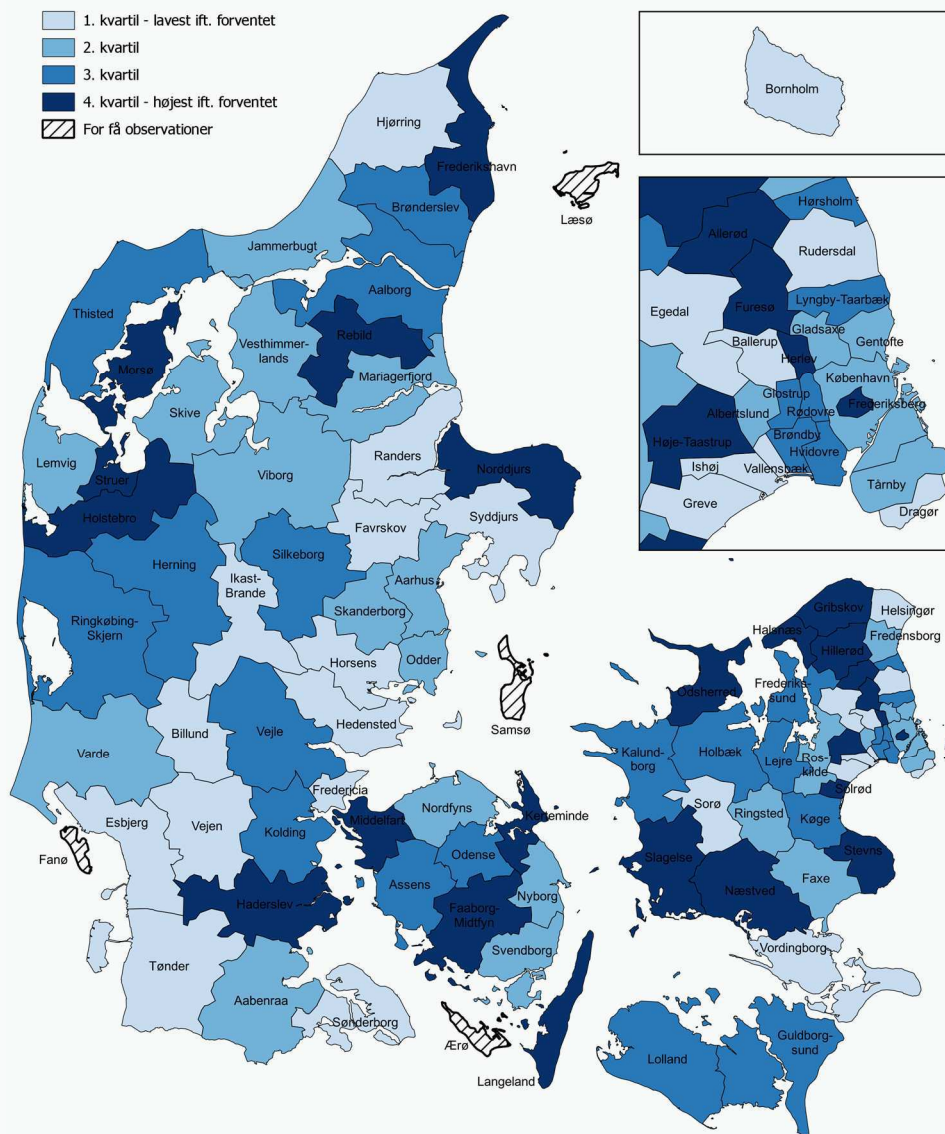 1. kvartil - lavest ift. forventet
2. kvartil
3. kvartil
4. kvartil - højest ift. forventet
For få observationer
Bornholm
Hjørring
Frederikshavn
Læsø
Brønderslev
Jammerbugt
Aalborg
Thisted
Vesthimmer-
lands
Rebild
Morsø
Mariagerfjord
Skive
Lemvig
Struer
Viborg
Randers
Norddjurs
Holstebro
Favrskov
Syddjurs
Herning
Silkeborg
Ikast-
Brande
Aarhus
Skanderborg
Ringkøbing-
Skjern
Horsens
Odder
Samsø
Hedensted
Billund
Vejle
Varde
Fredericia
Esbjerg
Vejen
Kolding
Fanø
Haderslev
Tønder
Aabenraa
Sønderborg
Middelfart
Nordfyns
Kerteminde
Odense
Assens
Nyborg
Faaborg-
Midtfyn
Svendborg
Ærø
Langeland
Hørsholm
Allerød
Rudersdal
Egedal
Furesø
Lyngby-Taarbæk
Gladsaxe
Ballerup
Gentofte
Herlev
København
Glostrup
Frederiksberg
Albertslund
Rødovre
Brøndby
Høje-Taastrup
Hvidovre
Ishøj
Vallensbæk
Greve
Tårnby
Dragør
Gribskov
Helsingør
Halsnæs
Fredensborg
Hillerød
Odsherred
Frederiks-
sund
Kalund-
borg
Holbæk
Lejre
Ros-
kilde
Solrød
Sorø
Ringsted
Køge
Slagelse
Stevns
Næstved
Faxe
Vordingborg
Guldborg-
sund
Lolland